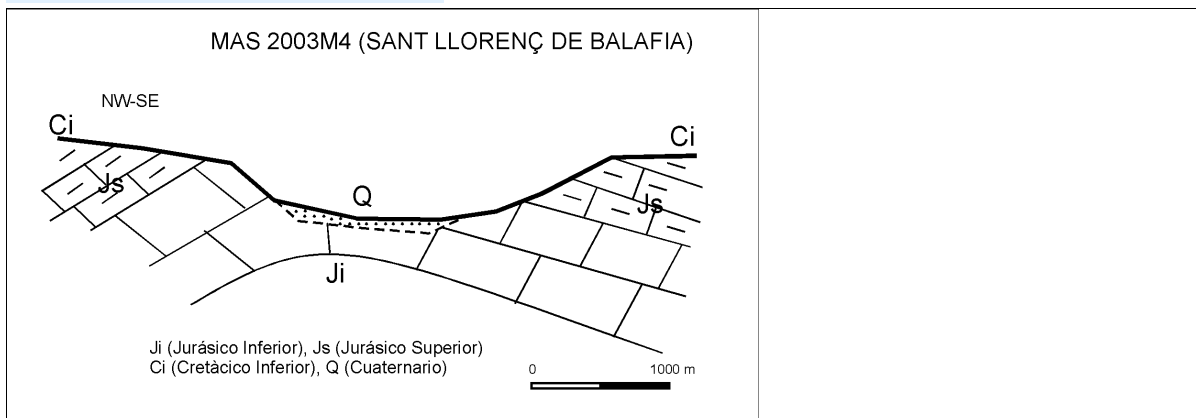 MAS 2003M4 (SANT LLORENÇ DE BALAFIA)
NW-SE
Ci
Ci
Js
Q
Js
Ji
Ji (Jurásico Inferior), Js (Jurásico Superior)
Ci (Cretàcico Inferior), Q (Cuaternario)
0 1000 m